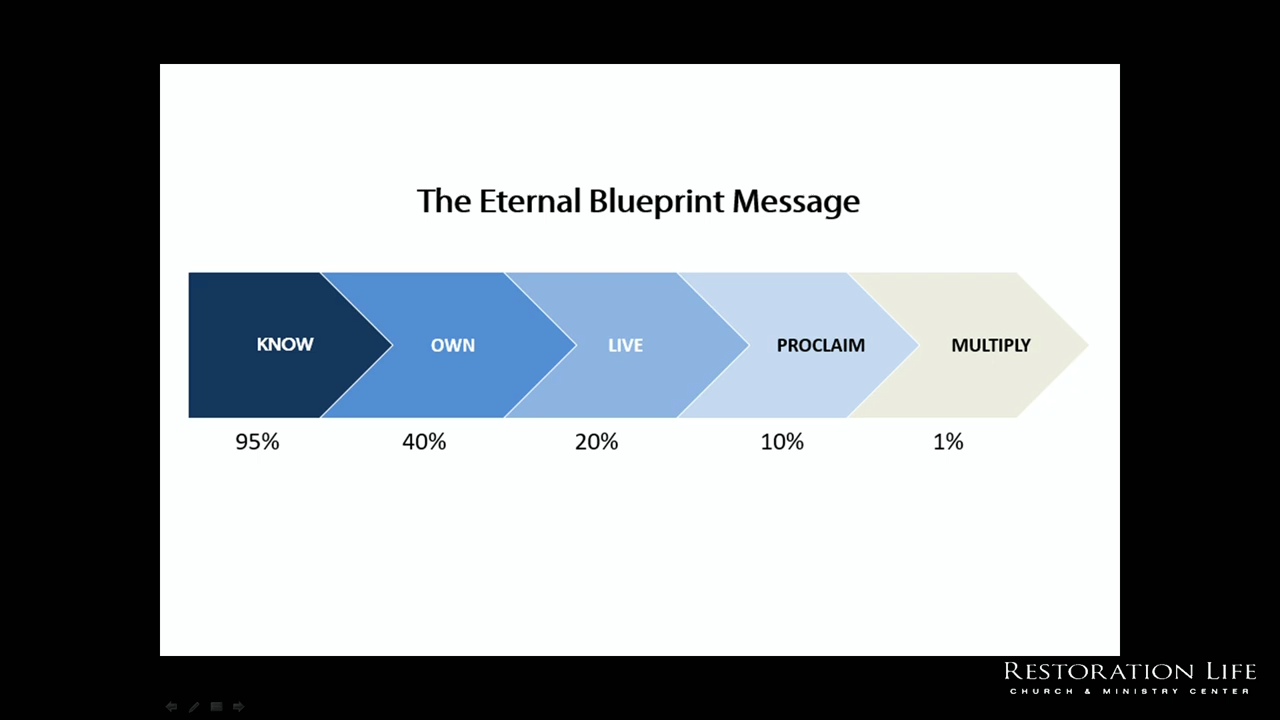 The Eternal Blueprint Message
KNOW OWN LIVE PROCLAIM MULTIPLY
95% 40% 20% 10% 1%
RESTORATION LIFE
CHURCH & MINISTRY CENTER